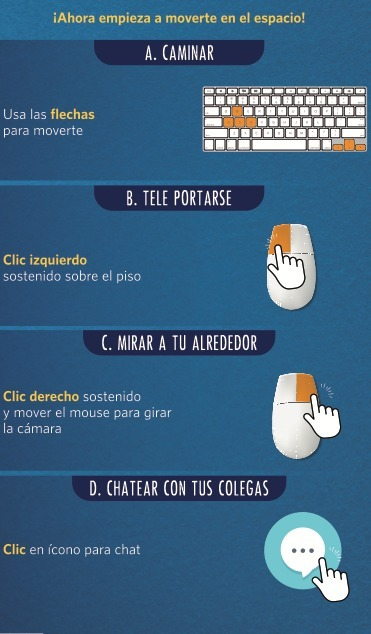 ¡Ahora empieza a moverte en el espacio!
A. CAMINAR
Usa las flechas
para moverte
B. TELE PORTARSE
Clic izquierdo
sostenido sobre el piso
C. MIRAR A TU ALREDEDOR
Clic derecho sostenido
y mover el mouse para girar
la cámara
D. CHATEAR CON TUS COLEGAS
Clic en ícono para chat